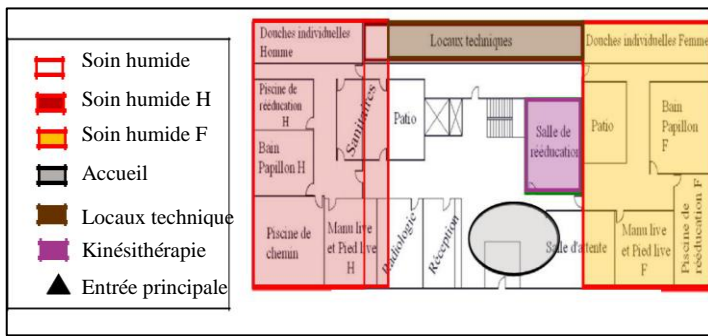 Soin humide
Soin humide H
Soin humide F
Accueil
Locaux technique
Kinésithérapie
Entrée principale
Douches individuelles
Homme
Locaux techniques
Douches individuelles Femme
Piscine de
rééducation
H
Sanitaires
Patio
Salle de
rééducation
Patio
Bain
Papillon
F
Bain
Papillon H
Piscine de
chemin
Manu live
et Pied live
H
Radiologie
Réception
Salle d'attente
Manu live
et Pied live
F
Piscine de
rééducation F